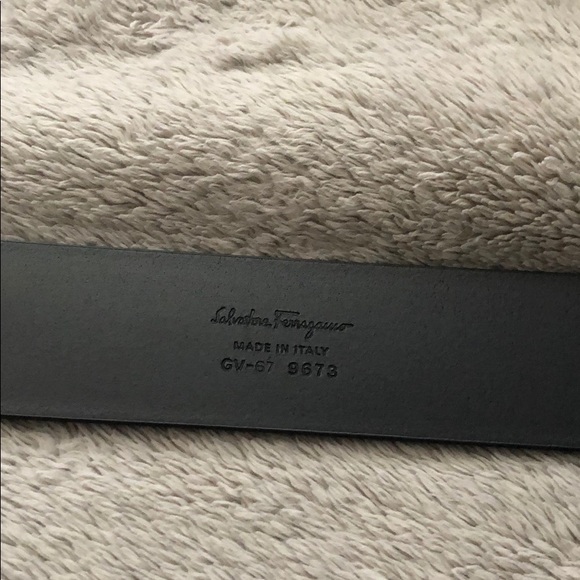 Salvatore Ferragamo
MADE IN ITALY
GV-67 9673